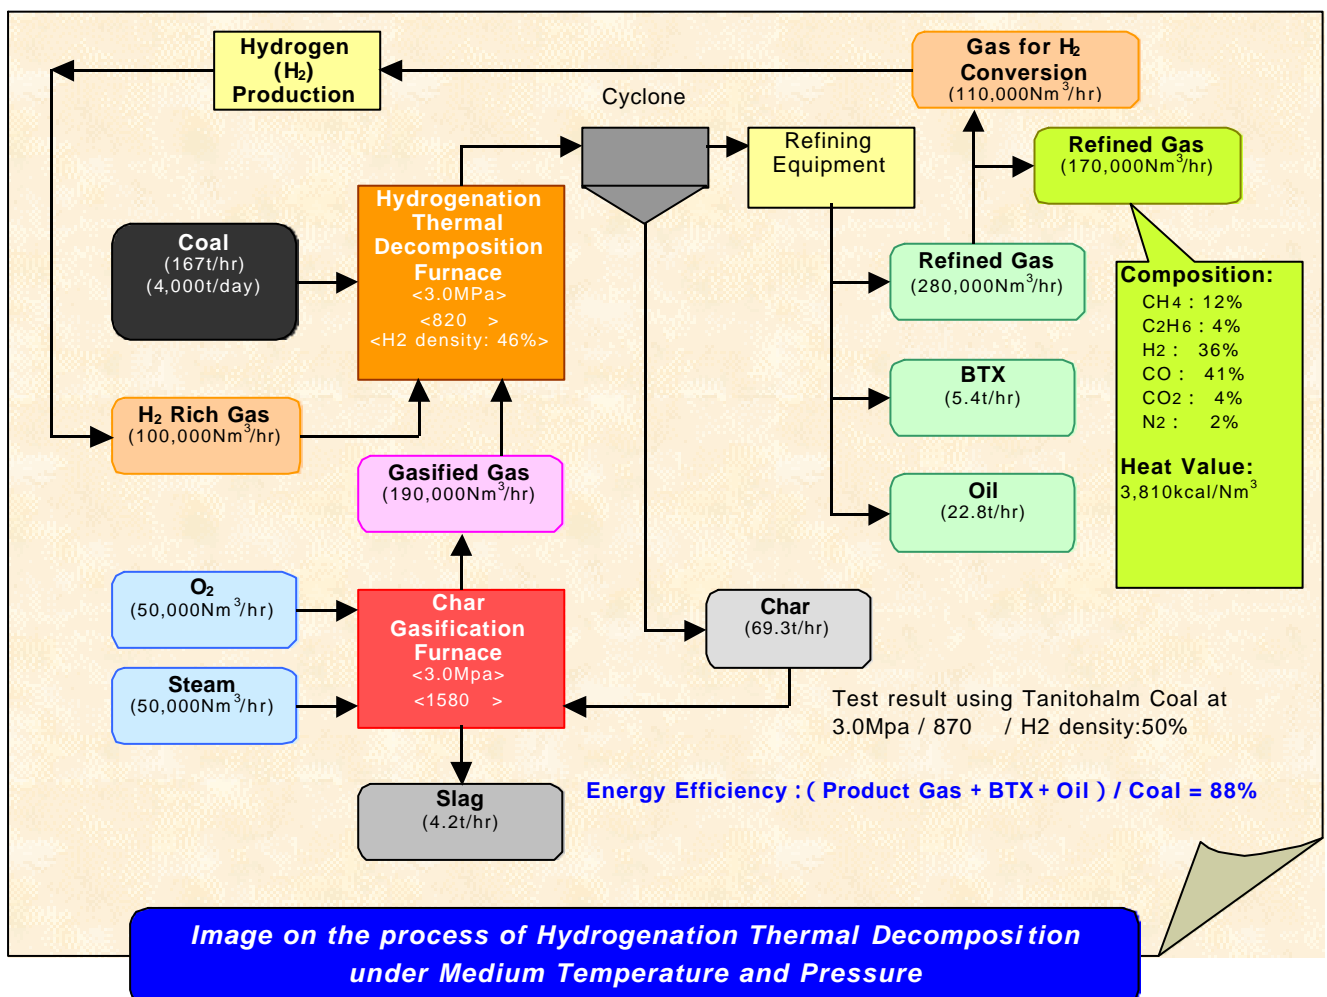 Hydrogen
(H2)
Production
Gas for H2
Conversion
(110,000Nm3/hr)
Cyclone
Refining
Equipment
Refined Gas
(170,000Nm3/hr)
Hydrogenation
Thermal
Decomposition
Furnace
<3.0MPa>
<820 >
<H2 density: 46%>
Coal
(167t/hr)
(4,000t/day)
Refined Gas
(280,000Nm3/hr)
Composition:
CH4 : 12%
C2H6 : 4%
H2 : 36%
CO : 41%
CO2 : 4%
N2 : 2%
Heat Value:
3,810kcal/Nm3
BTX
(5.4t/hr)
H2 Rich Gas
(100,000Nm3/hr)
Gasified Gas
(190,000Nm3/hr)
Oil
(22.8t/hr)
O2
(50,000Nm3/hr)
Char
Gasification
Furnace
<3.0Mpa>
<1580 >
Char
(69.3t/hr)
Steam
(50,000Nm3/hr)
Test result using Tanitohalm Coal at
3.0Mpa / 870 / H2 density:50%
Slag
(4.2t/hr)
Energy Efficiency : ( Product Gas + BTX + Oil ) / Coal = 88%
Image on the process of Hydrogenation Thermal Decomposition
under Medium Temperature and Pressure